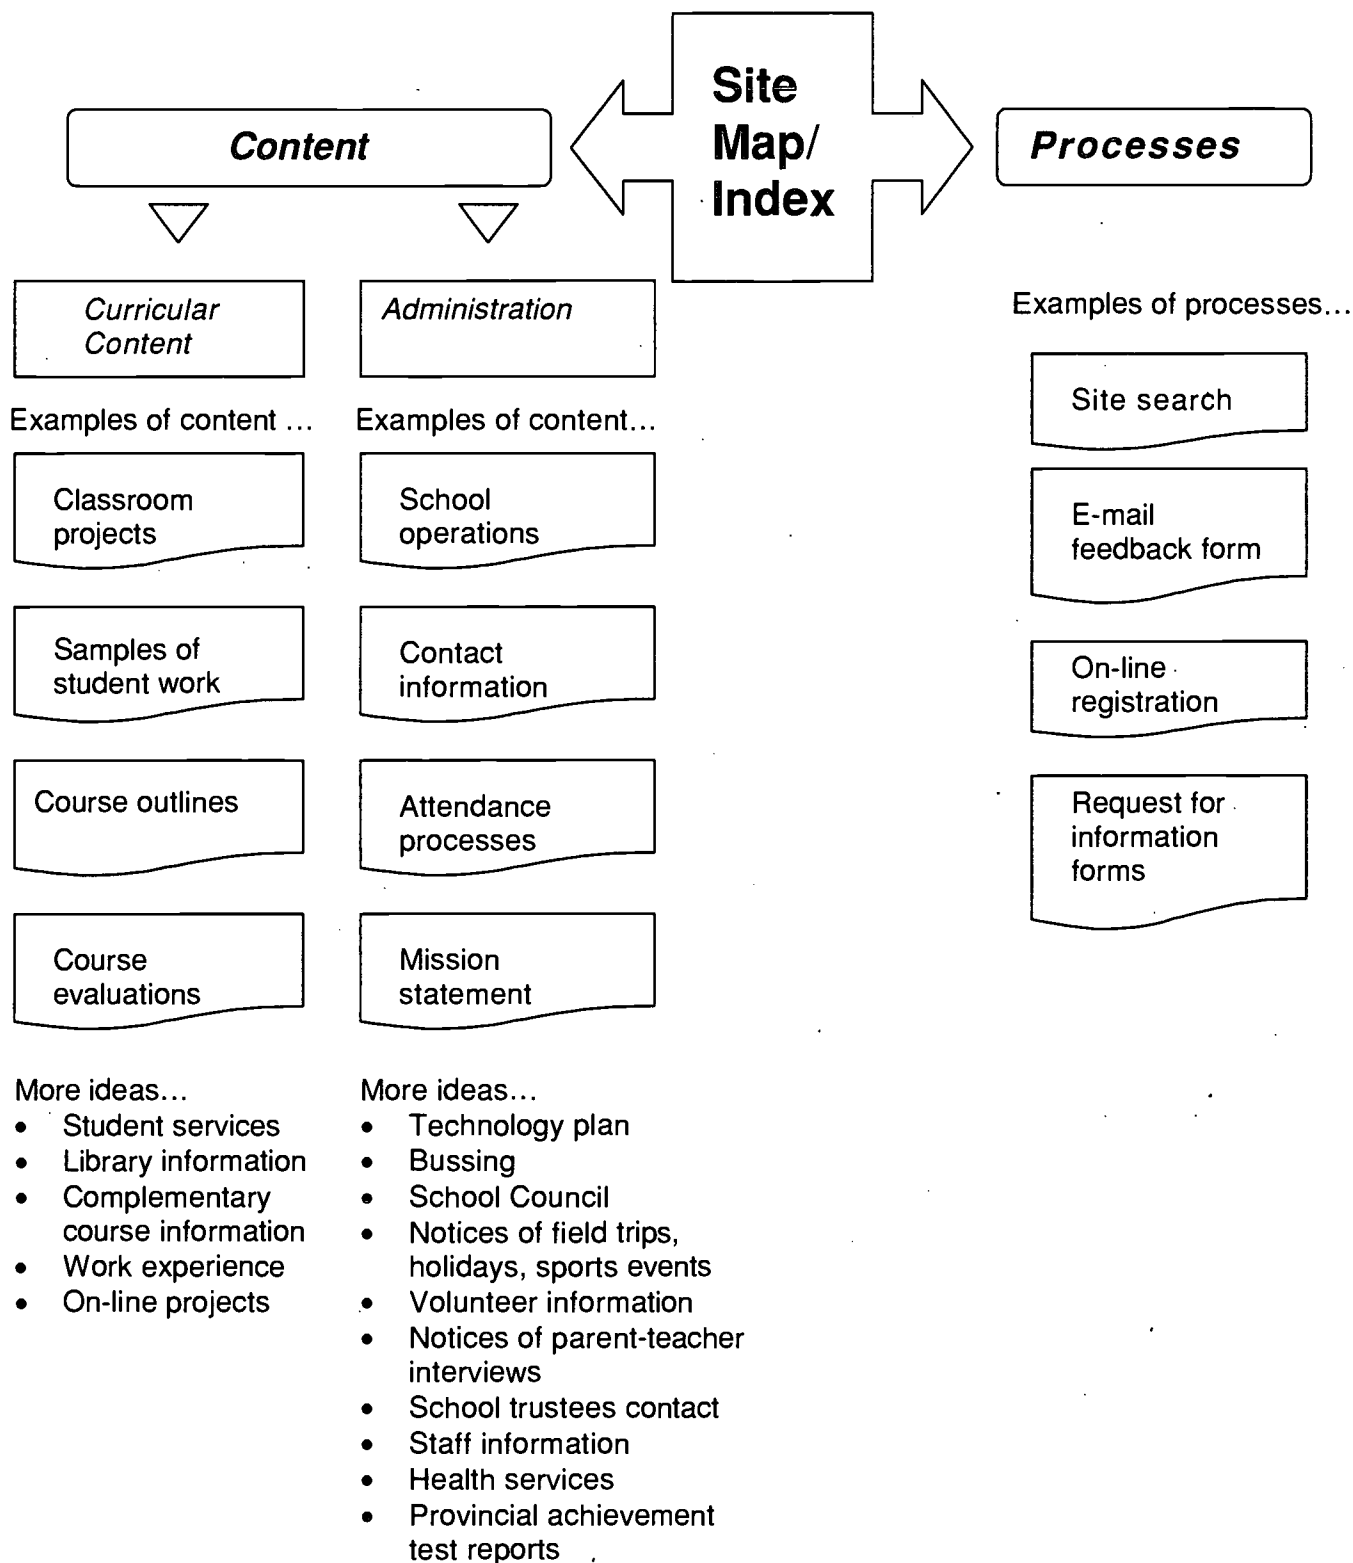 Site
Map/
Index
Content
Processes
Curricular
Content
Administration
Examples of content ...
Examples of content...
Examples of processes...
Classroom
projects
Samples of
student work
Course outlines
Course
evaluations
School
operations
Contact
information
Attendance
processes
Mission
statement
Site search
E-mail
feedback form
On-line
registration
Request for
information
forms
More ideas...
• Student services
• Library information
• Complementary
course information
• Work experience
• On-line projects
More ideas...
• Technology plan
• Bussing
• School Council
• Notices of field trips,
holidays, sports events
• Volunteer information
• Notices of parent-teacher
interviews
• School trustees contact
• Staff information
• Health services
• Provincial achievement
test reports